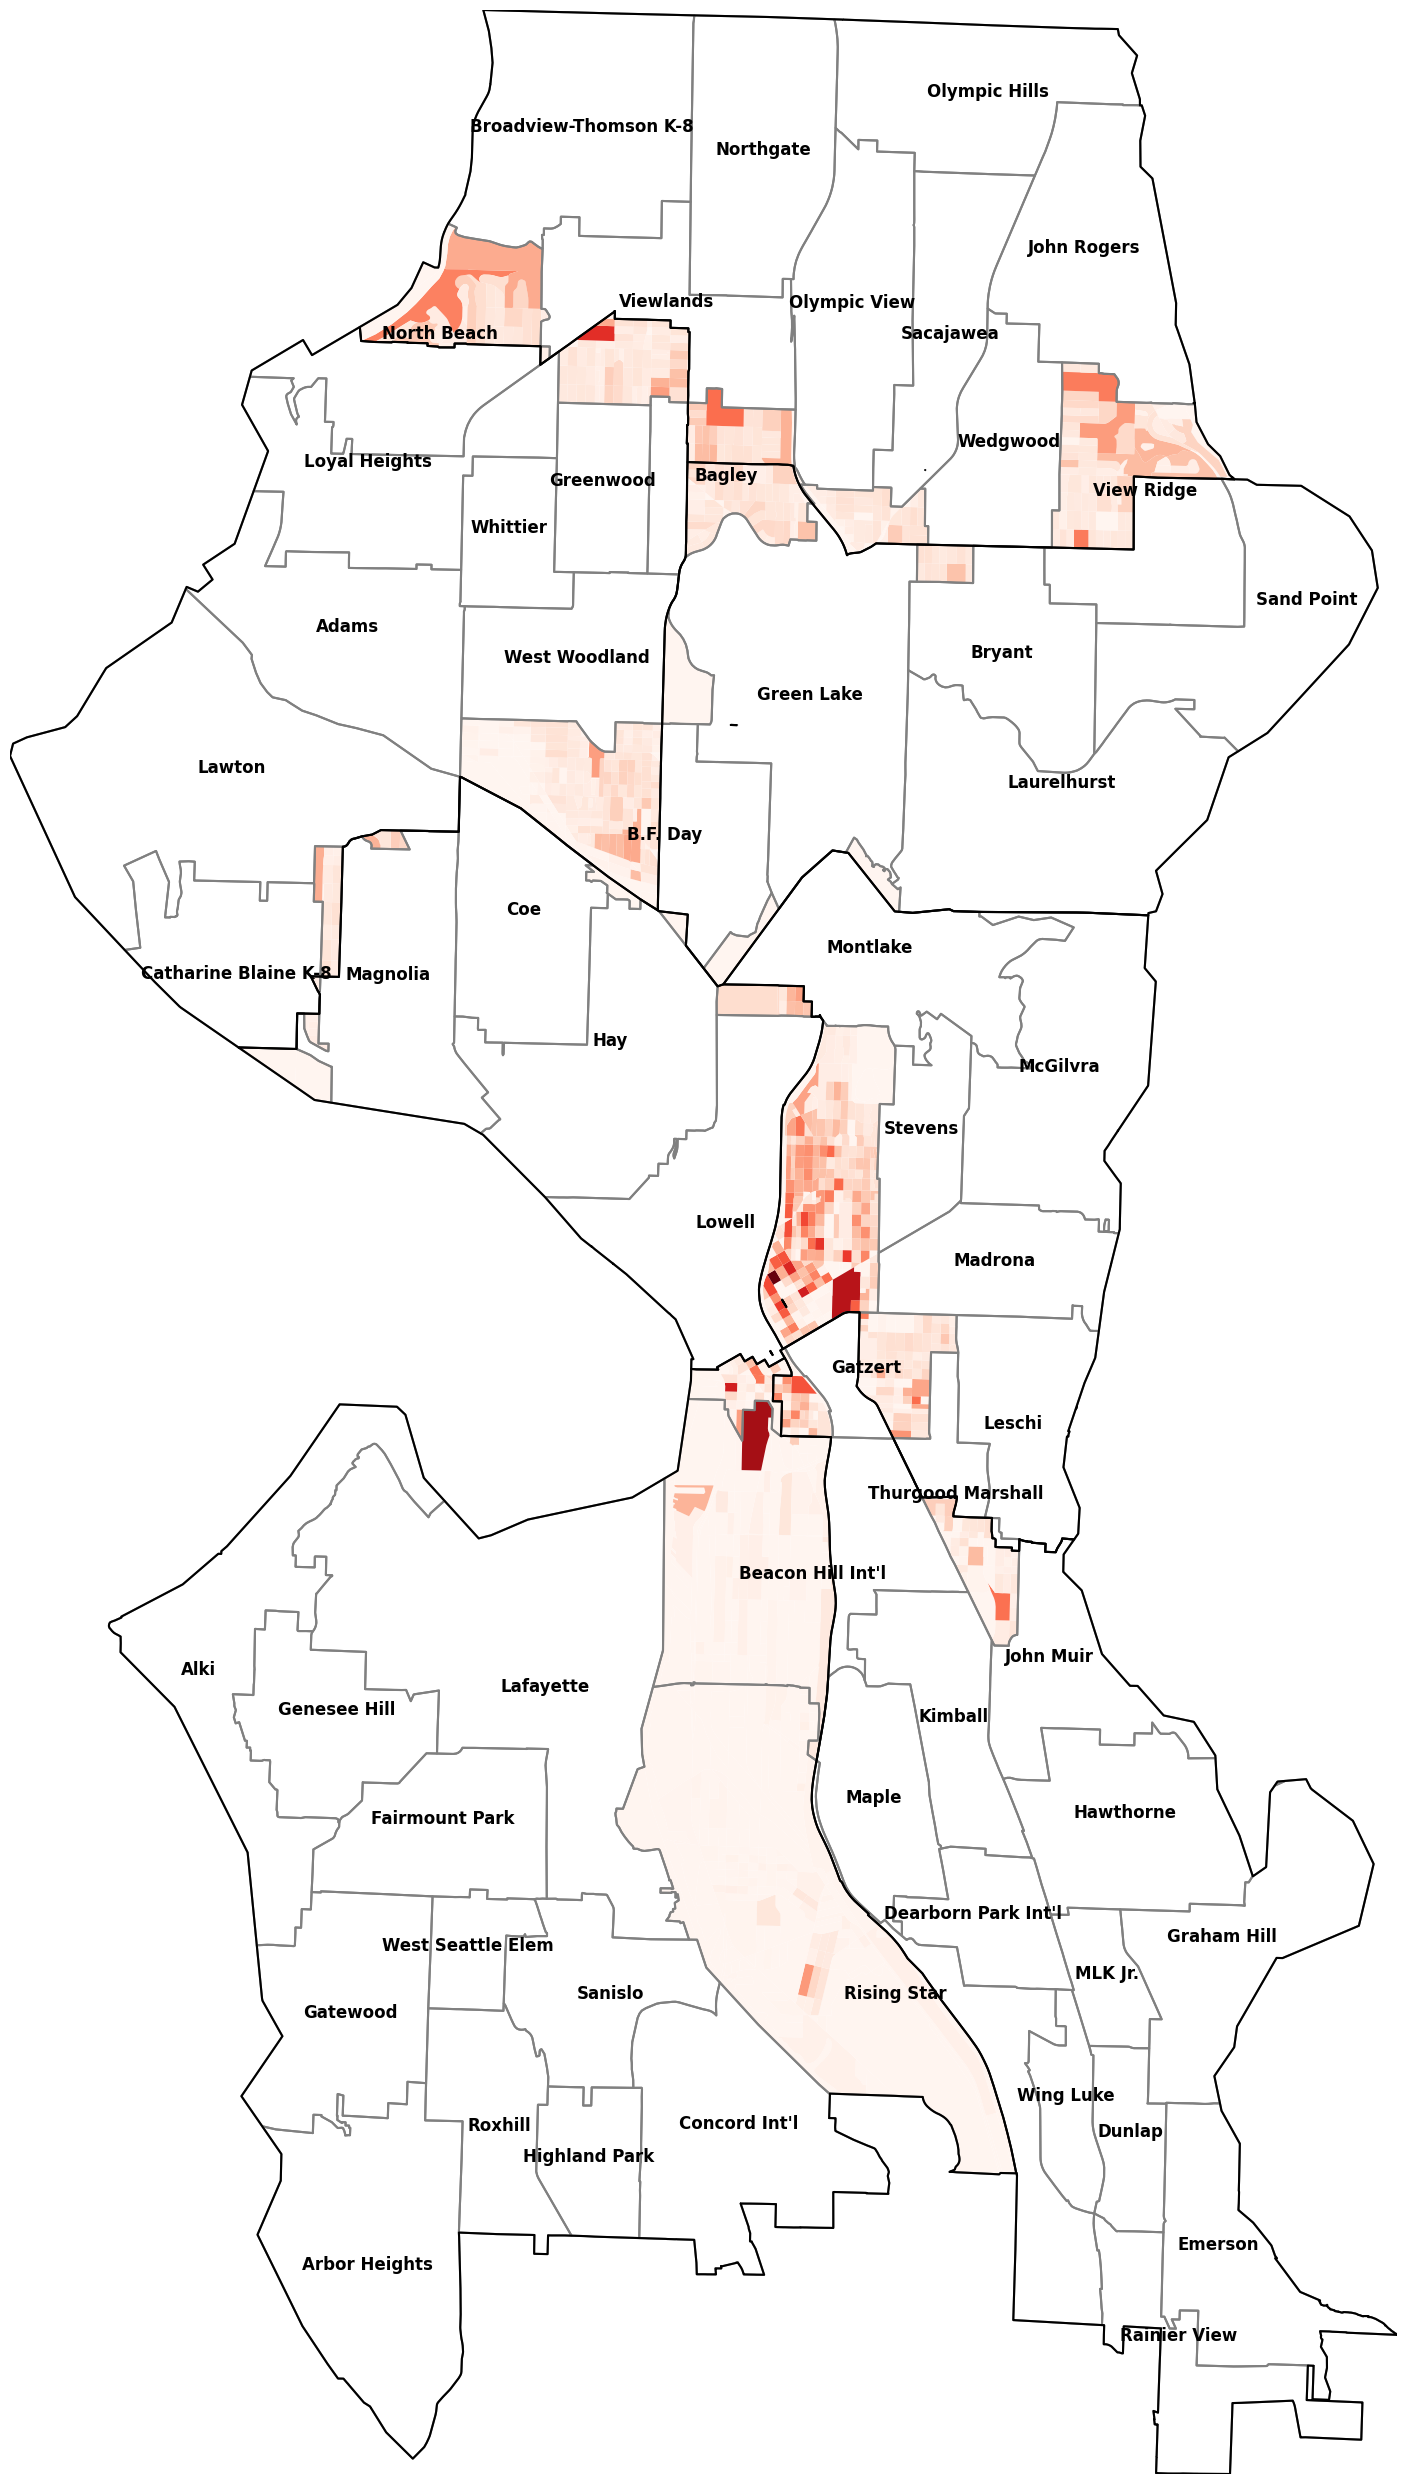 Olympic Hills
Broadview-Thomson K-8
Northgate
John Rogers
Viewlands
Olympic View
North Beach
Sacajawea
Wedgwood
Loyal Heights
Bagley
Greenwood
View Ridge
Whittier
Sand Point
Adams
Bryant
West Woodland
Green Lake
Lawton
Laurelhurst
B.F. Day
Coe
Montlake
Catharine Blaine K-8
Magnolia
Hay
McGilvra
Stevens
Lowell
Madrona
Gatzert
Leschi
Thurgood Marshall
Beacon Hill Int'l
John Muir
Alki
Lafayette
Genesee Hill
Kimball
Maple
Hawthorne
Fairmount Park
Dearborn Park Int'l
Graham Hill
West Seattle Elem
MLK Jr.
Sanislo
Rising Star
Gatewood
Wing Luke
Concord Int'l
Roxhill
Dunlap
Highland Park
Emerson
Arbor Heights
Rainier View